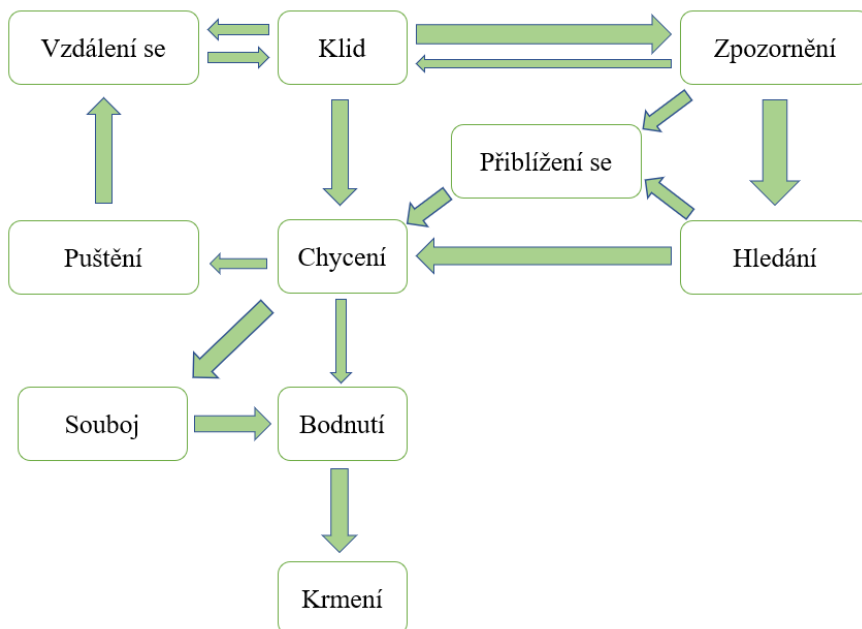 Vzdálení se
Klid
Zpozornění
Přiblížení se
Puštění
Chycení
Hledání
Souboj
Bodnutí
Krmení